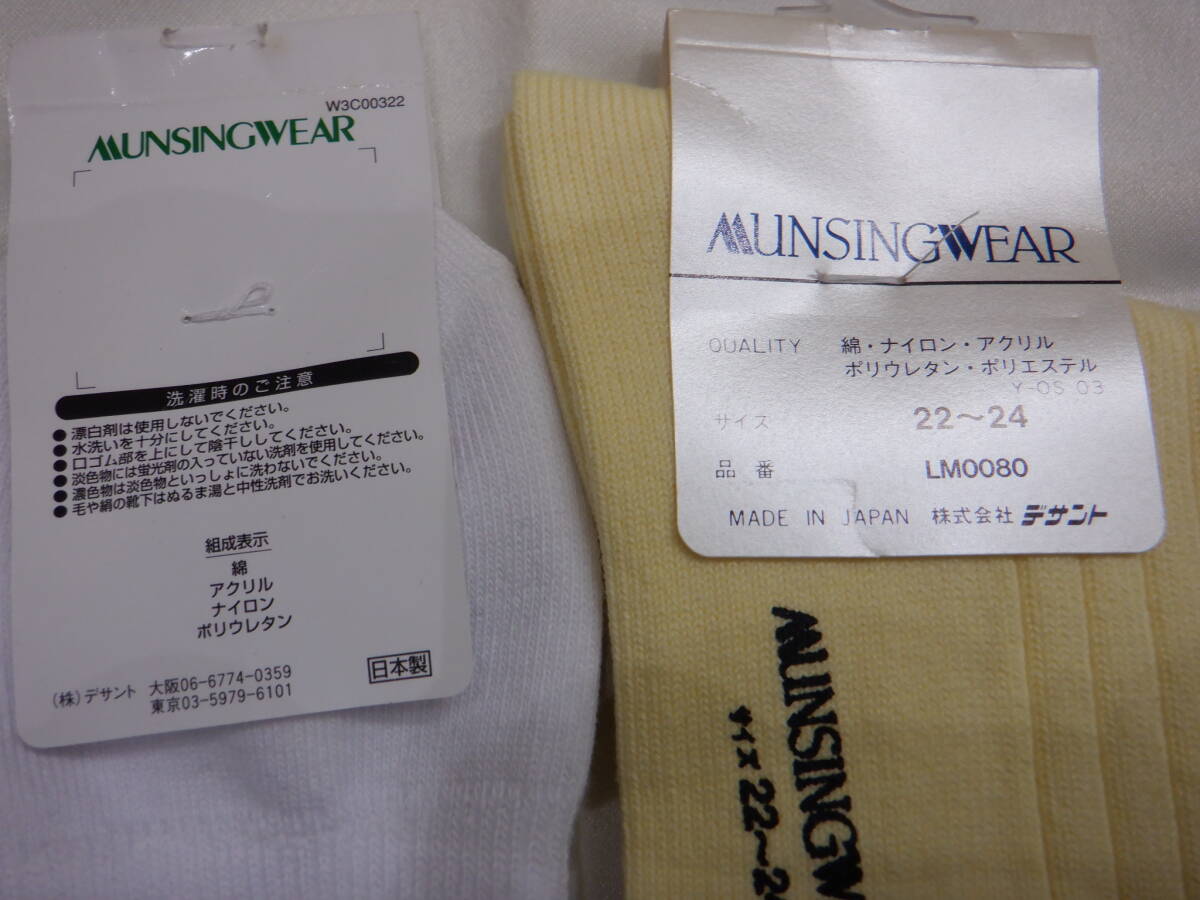 W3C00322
MUNSINGWEAR
洗濯時のご注意
●漂白剤は使用しないでください。
●水洗いを十分にしてください。
●口ゴム部を上にして陰干ししてください。
●淡色物には蛍光剤の入っていない洗剤を使用してください。
●濃色物は淡色物といっしょに洗わないでください。
●毛や絹の靴下はぬるま湯と中性洗剤でお洗いください。
組成表示
綿
アクリル
ナイロン
ポリウレタン
日本製
(株)デサント 大阪06-6774-0359
東京03-5979-6101
MUNSINGWEAR
QUALITY 綿・ナイロン・アクリル
ポリウレタン・ポリエステル
Y-OS 03
サイズ 22〜24
品番 LM0080
MADE IN JAPAN 株式会社 デサント
MUNSINGW
サイズ 22〜2